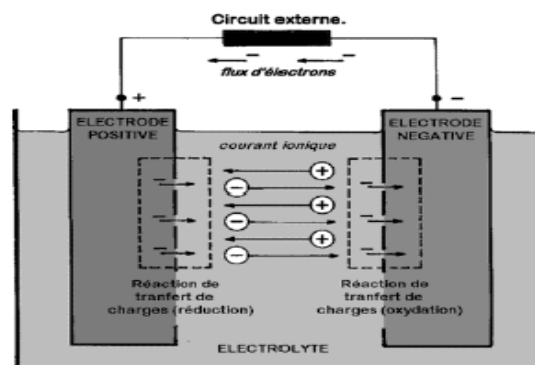 Circuit externe.
flux d'électrons
+
−
ELECTRODE
POSITIVE
ELECTRODE
NEGATIVE
courant ionique
Réaction de
tranfert de
charges (réduction)
Réaction de
tranfert de
charges (oxydation)
ELECTROLYTE